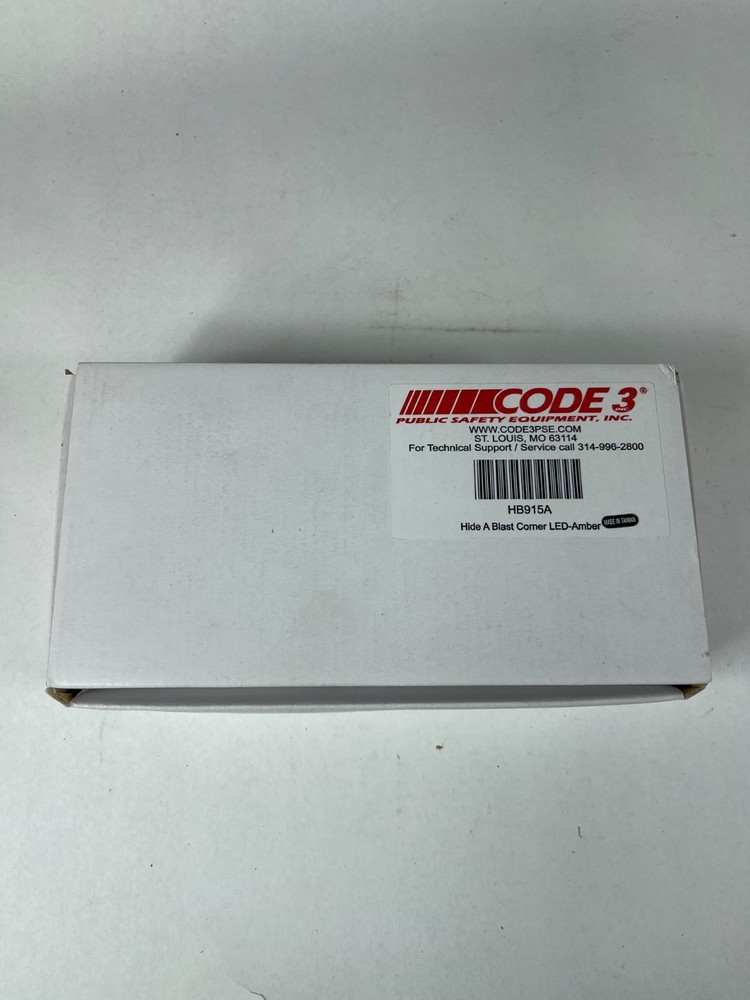 CODE 3®
INC
PUBLIC SAFETY EQUIPMENT, INC.
WWW.CODE3PSE.COM
ST. LOUIS, MO 63114
For Technical Support / Service call 314-996-2800
HB915A
Hide A Blast Corner LED-Amber MADE IN TAIWAN